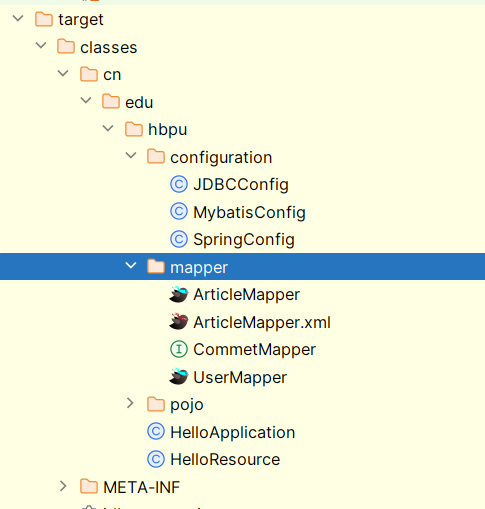 target
classes
cn
edu
hbpu
configuration
JDBCConfig
MybatisConfig
SpringConfig
mapper
ArticleMapper
ArticleMapper.xml
CommetMapper
UserMapper
pojo
HelloApplication
HelloResource
META-INF